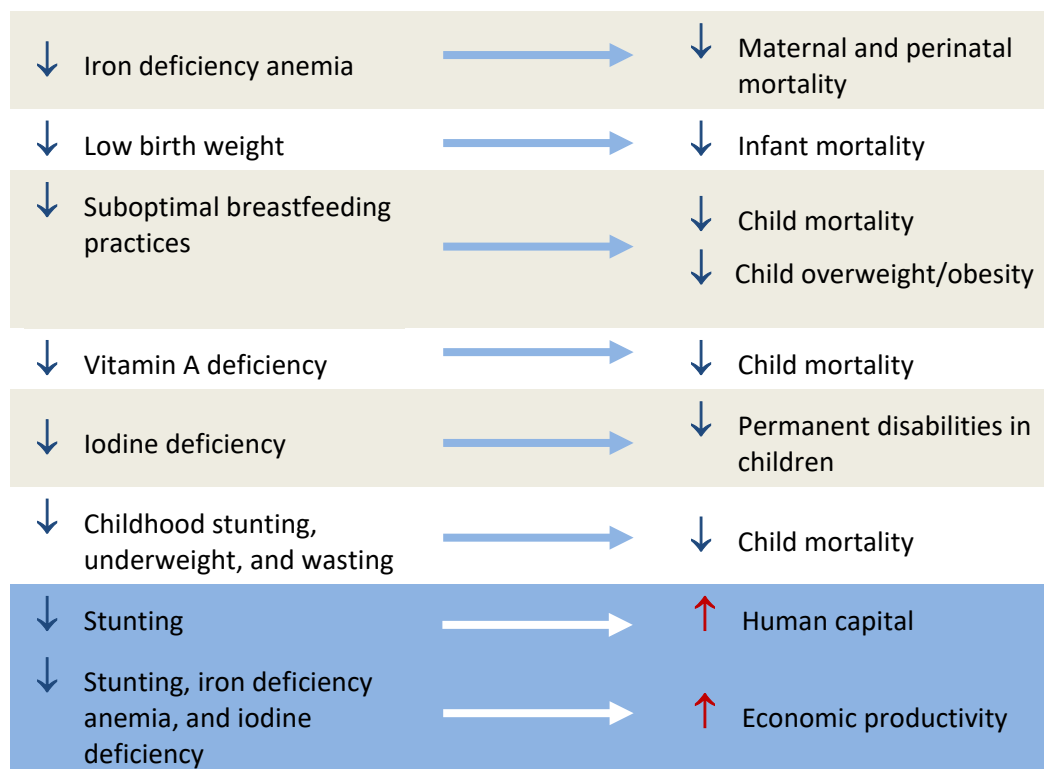 Iron deficiency anemia
Maternal and perinatal
mortality
Low birth weight
Infant mortality
Suboptimal breastfeeding
practices
Child mortality
Child overweight/obesity
Vitamin A deficiency
Child mortality
Iodine deficiency
Permanent disabilities in
children
Childhood stunting,
underweight, and wasting
Child mortality
Stunting
Human capital
Stunting, iron deficiency
anemia, and iodine
deficiency
Economic productivity